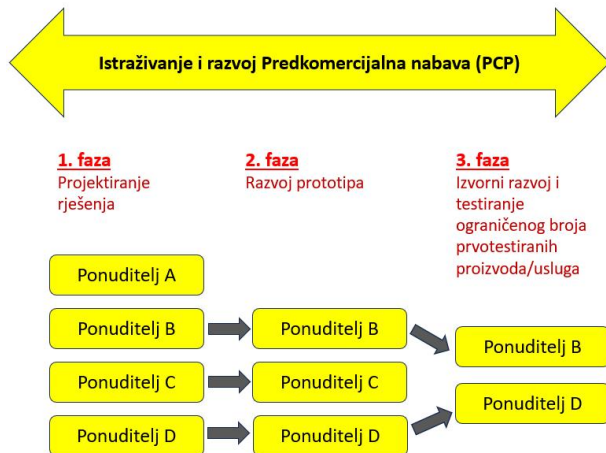 Istraživanje i razvoj Predkomercijalna nabava (PCP)
1. faza
Projektiranje
rješenja
2. faza
Razvoj prototipa
3. faza
Izvorni razvoj i
testiranje
ograničenog broja
prvotestiranih
proizvoda/usluga
Ponuditelj A
Ponuditelj B
Ponuditelj C
Ponuditelj D
Ponuditelj B
Ponuditelj C
Ponuditelj D
Ponuditelj B
Ponuditelj D